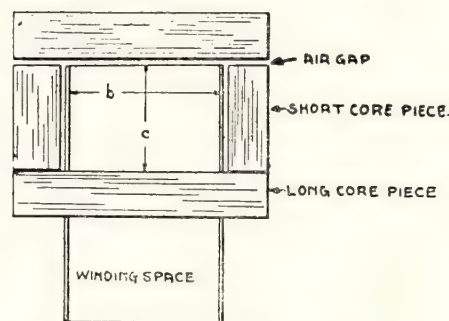 AIR GAP
b
SHORT CORE PIECE.
c
LONG CORE PIECE
WINDING SPACE